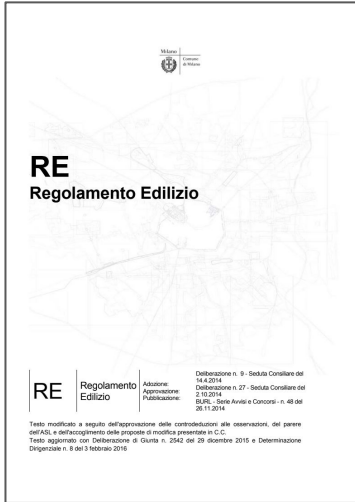 Milano
Comune
di Milano
RE
Regolamento Edilizio
RE
Regolamento
Edilizio
Adozione:
Approvazione:
Pubblicazione:
Deliberazione n. 9 - Seduta Consiliare del
14.4.2014
Deliberazione n. 27 - Seduta Consiliare del
2.10.2014
BURL - Serie Avvisi e Concorsi - n. 48 del
26.11.2014
Testo modificato a seguito dell'approvazione delle controdeduzioni alle osservazioni, del parere
dell'ASL e dell'accoglimento delle proposte di modifica presentate in C.C.
Testo aggiornato con Deliberazione di Giunta n. 2542 del 29 dicembre 2015 e Determinazione
Dirigenziale n. 8 del 3 febbraio 2016